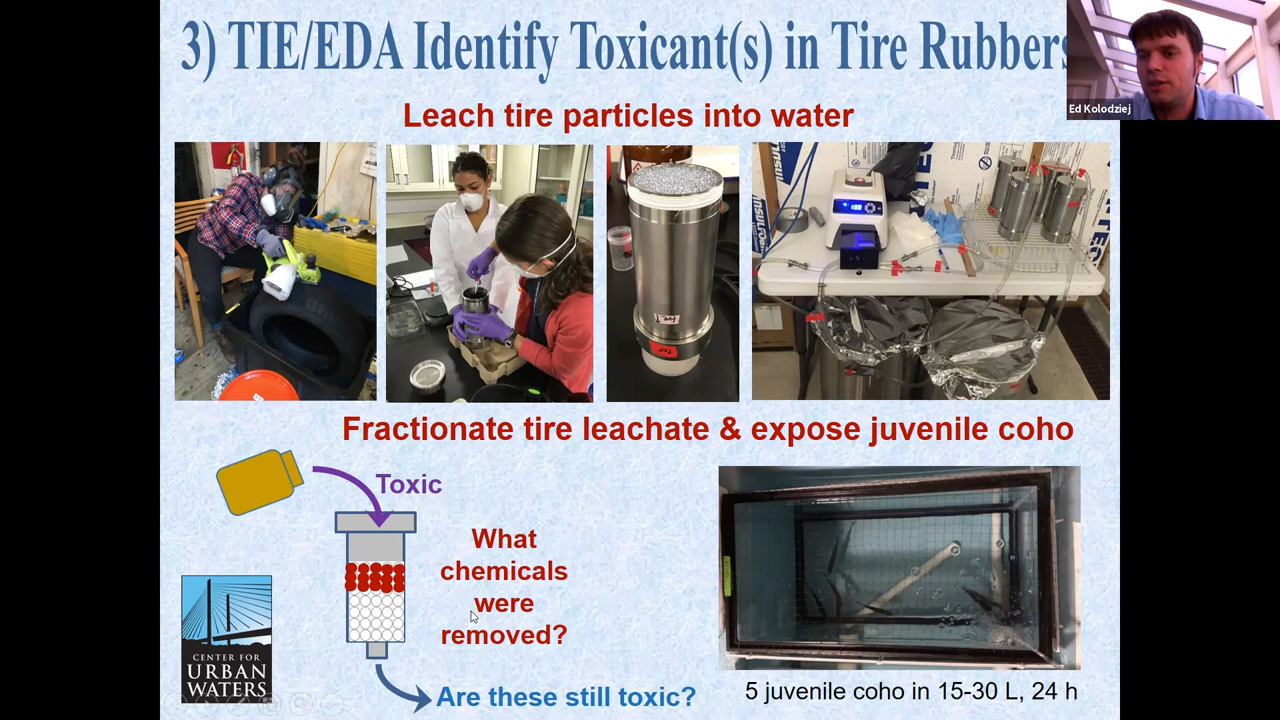 3) TIE/EDA Identify Toxicant(s) in Tire Rubbers
Ed Kolodziej
Leach tire particles into water
Fractionate tire leachate & expose juvenile coho
Toxic
What
chemicals
were
removed?
CENTER FOR
URBAN
WATERS
Are these still toxic?
5 juvenile coho in 15-30 L, 24 h